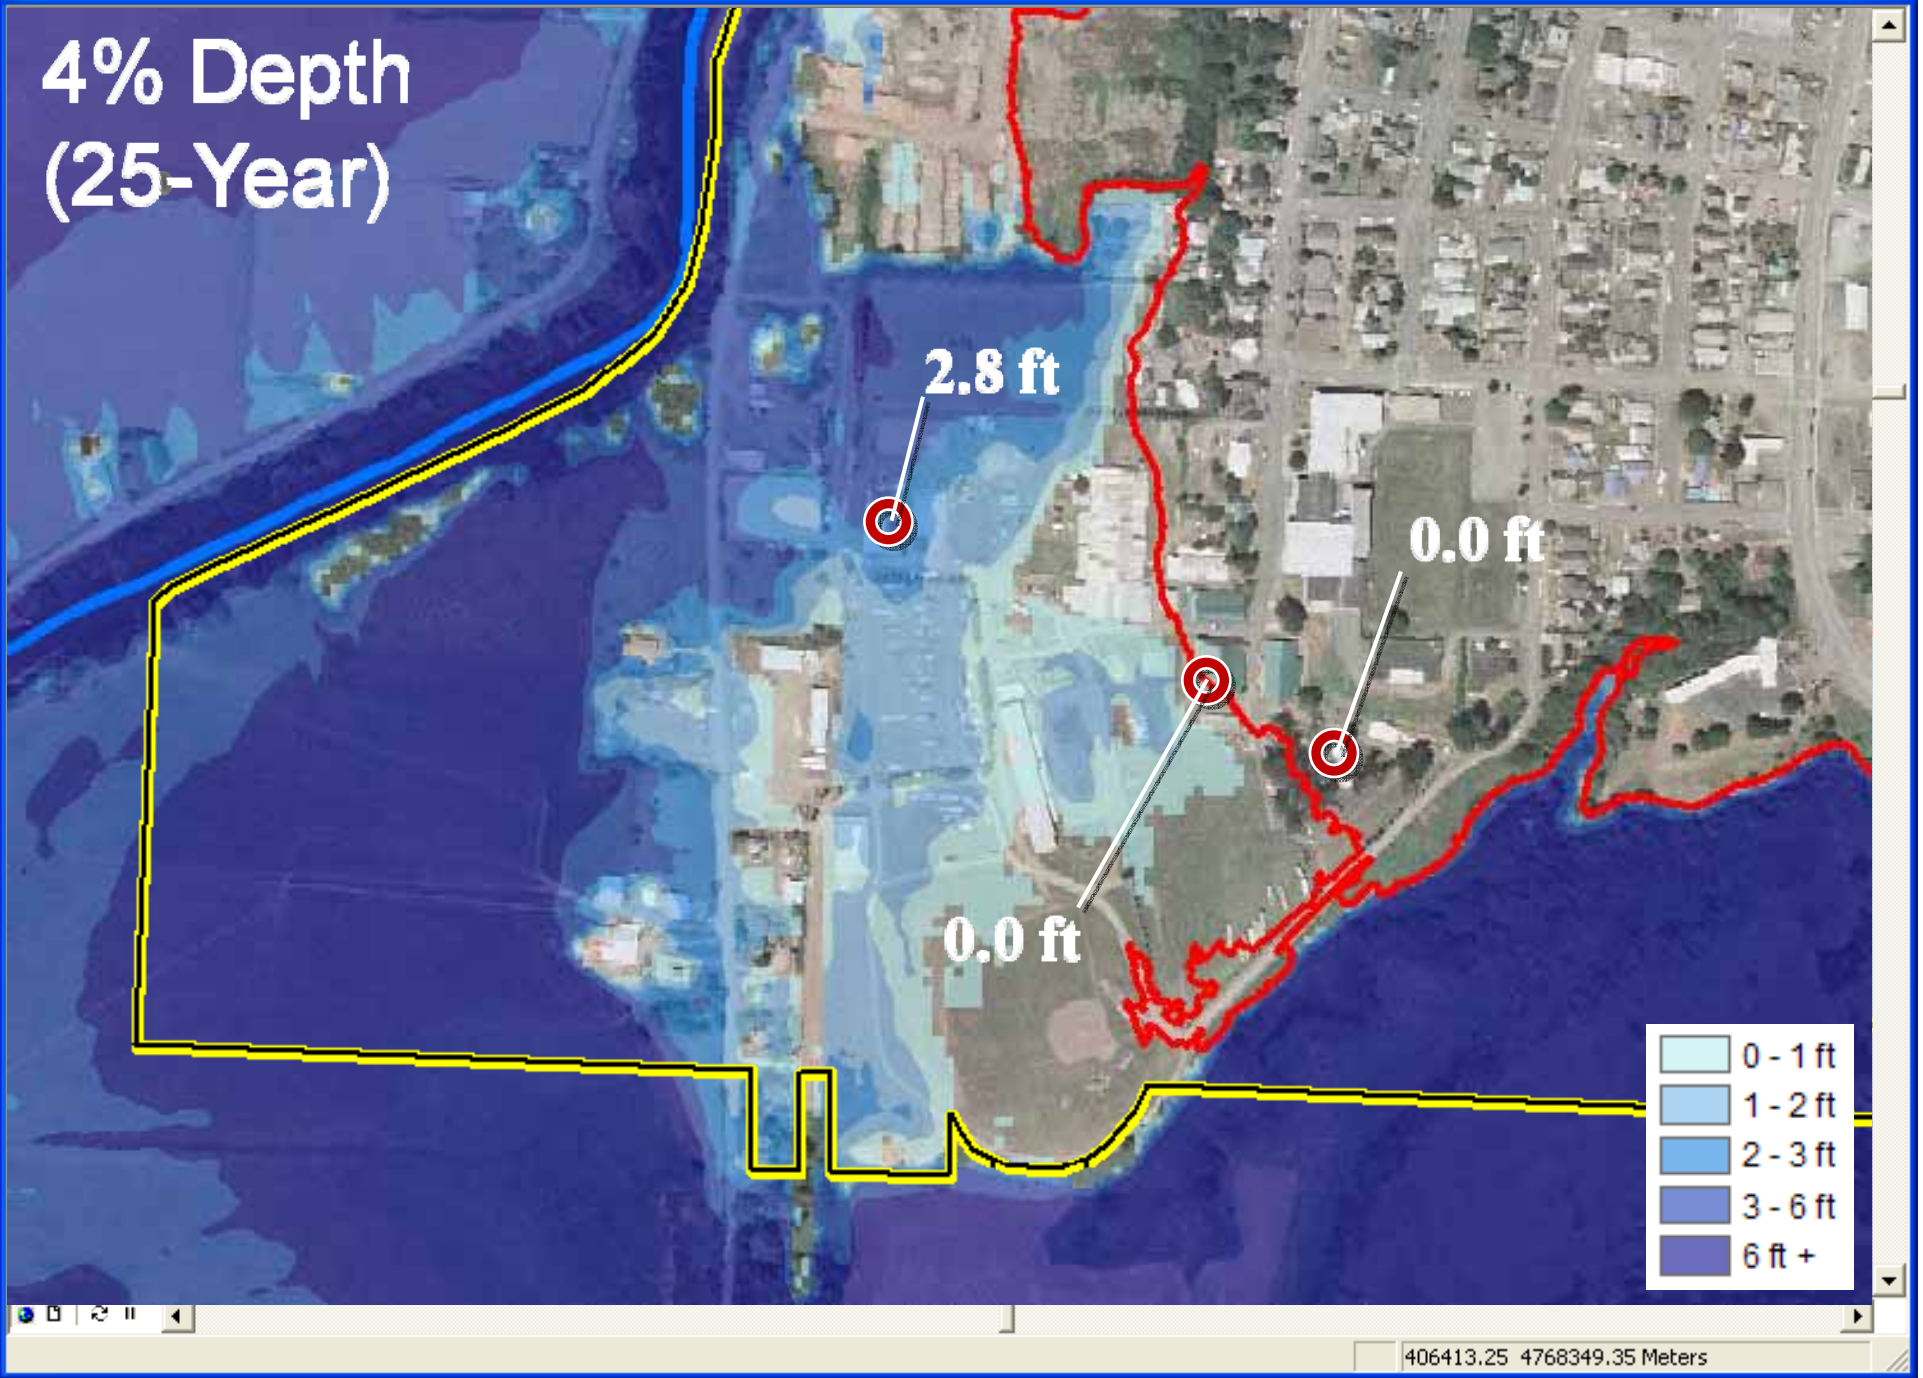 4% Depth
(25-Year)
2.8 ft
0.0 ft
0.0 ft
0 - 1 ft
1 - 2 ft
2 - 3 ft
3 - 6 ft
6 ft +
406413.25 4768349.35 Meters